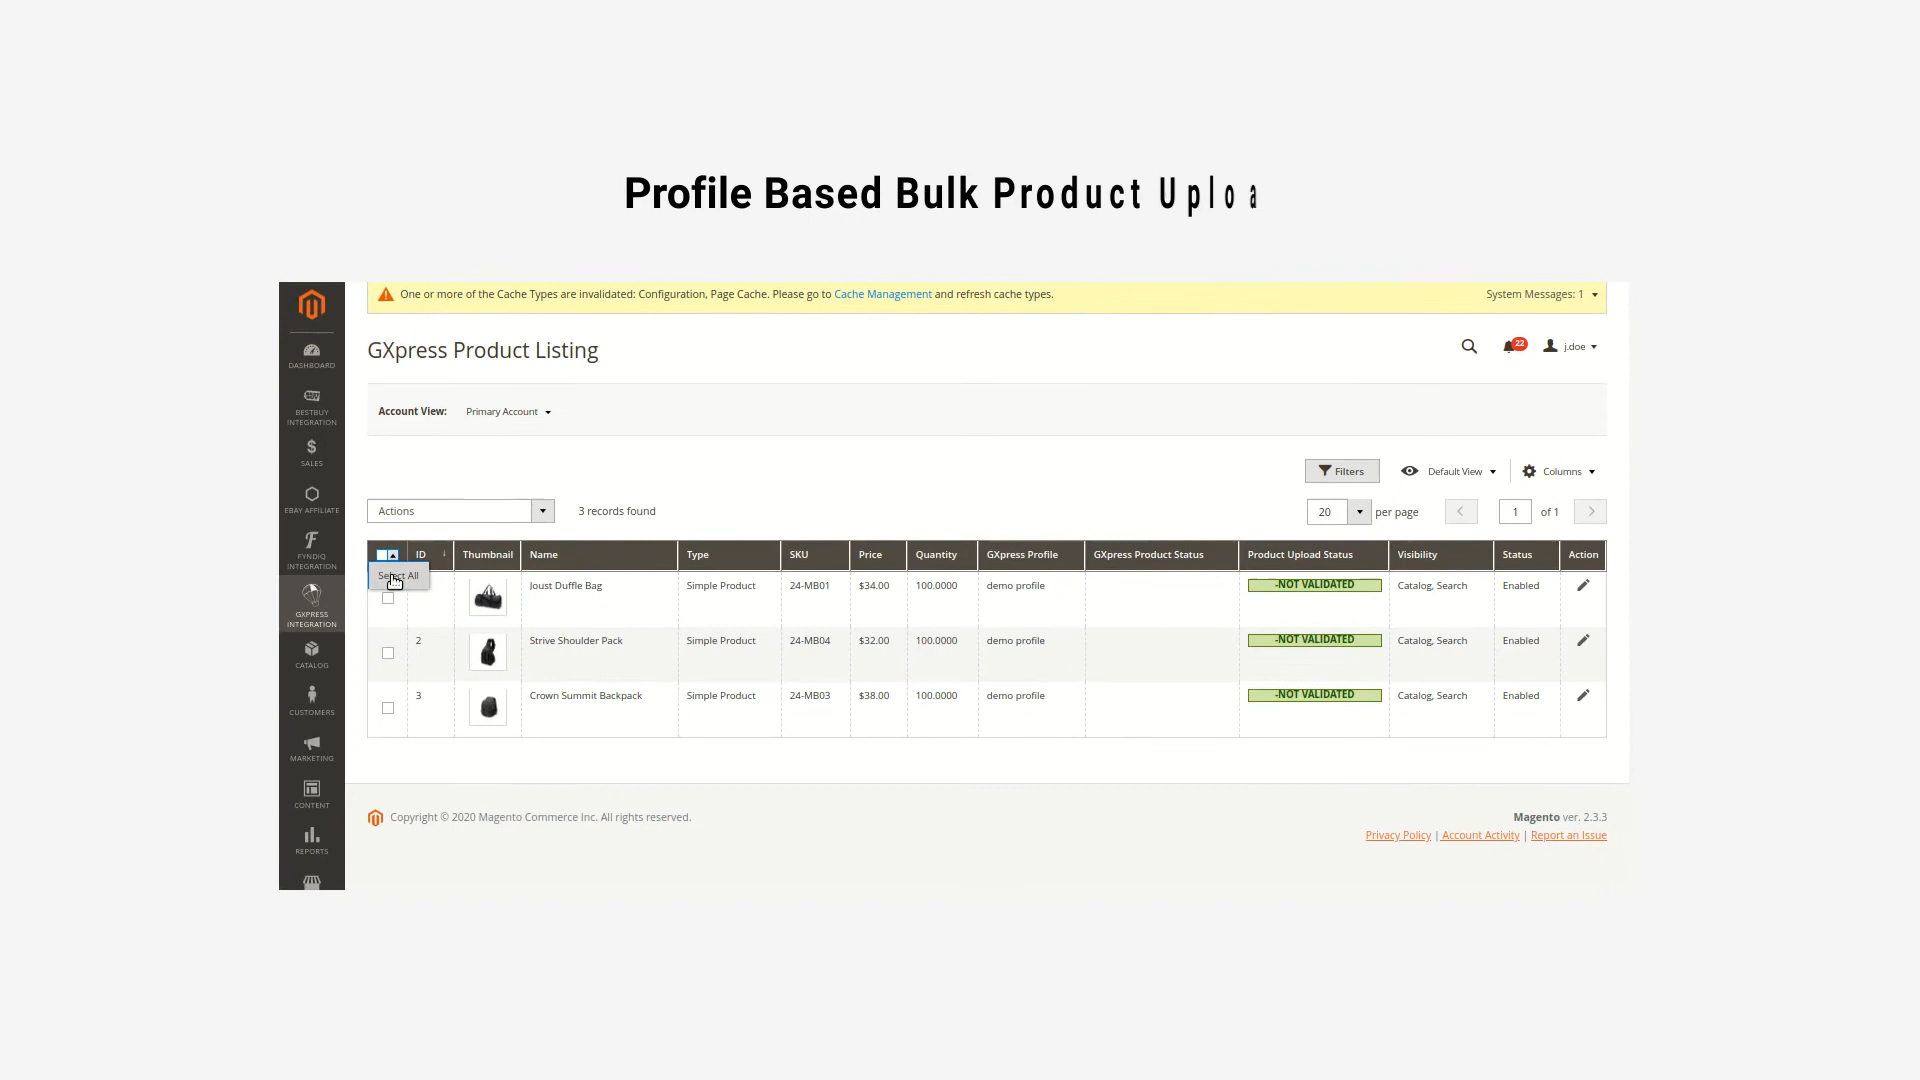 Profile Based Bulk Product Uploa
One or more of the Cache Types are invalidated: Configuration, Page Cache. Please go to Cache Management and refresh cache types.
System Messages: 1
GXpress Product Listing
22
j.doe
Account View: Primary Account
Filters Default View Columns
Actions 3 records found 20 per page 1 of 1
ID Thumbnail Name Type SKU Price Quantity GXpress Profile GXpress Product Status Product Upload Status Visibility Status Action
Select All
Joust Duffle Bag Simple Product 24-MB01 $34.00 100.0000 demo profile -NOT VALIDATED Catalog, Search Enabled
2 Strive Shoulder Pack Simple Product 24-MB04 $32.00 100.0000 demo profile -NOT VALIDATED Catalog, Search Enabled
3 Crown Summit Backpack Simple Product 24-MB03 $38.00 100.0000 demo profile -NOT VALIDATED Catalog, Search Enabled
DASHBOARD
BESTBUY
INTEGRATION
SALES
EBAY AFFILIATE
FYNDIQ
INTEGRATION
GXPRESS
INTEGRATION
CATALOG
CUSTOMERS
MARKETING
CONTENT
REPORTS
Copyright © 2020 Magento Commerce Inc. All rights reserved.
Magento ver. 2.3.3
Privacy Policy | Account Activity | Report an Issue